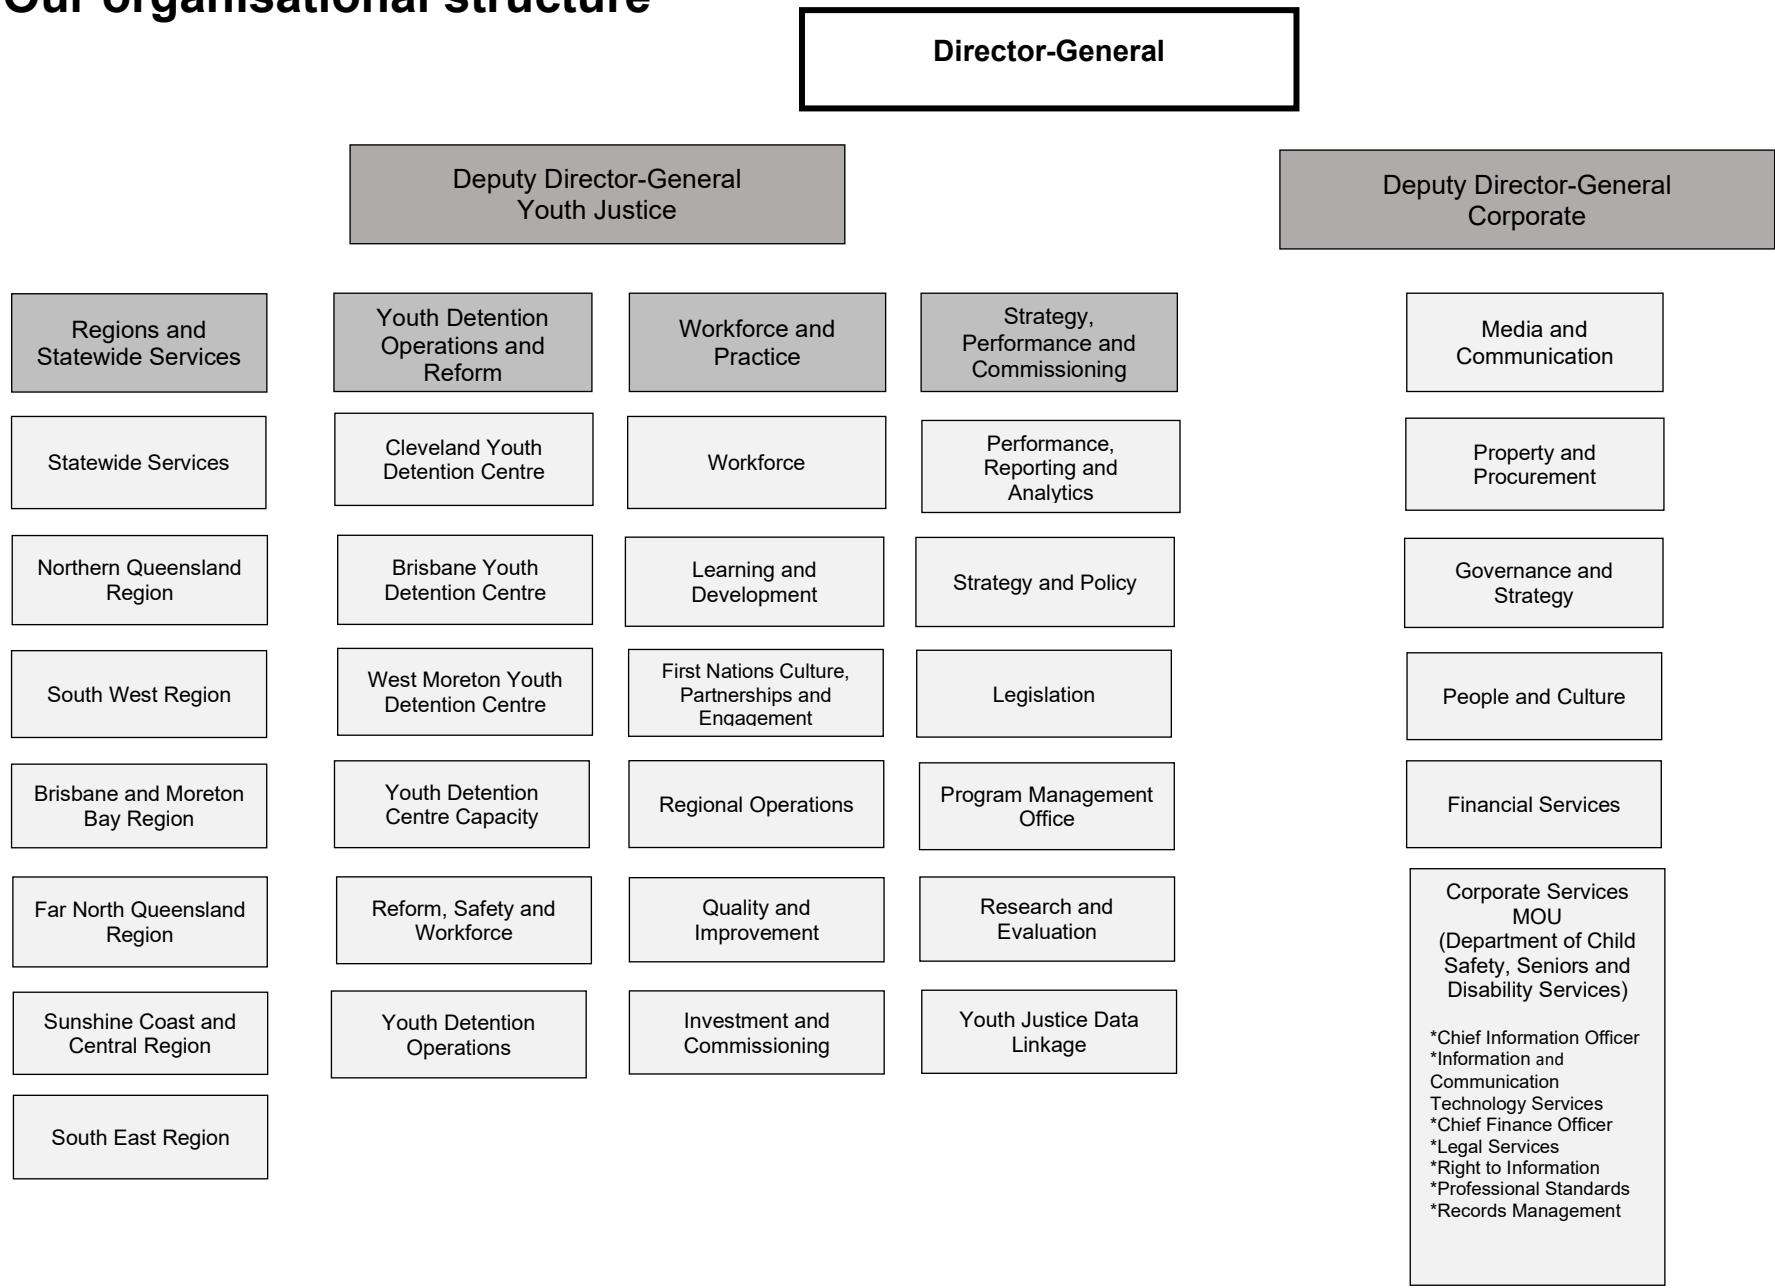 Our organisational structure
Director-General
Deputy Director-General
Youth Justice
Deputy Director-General
Corporate
Regions and
Statewide Services
Statewide Services
Northern Queensland
Region
South West Region
Brisbane and Moreton
Bay Region
Far North Queensland
Region
Sunshine Coast and
Central Region
South East Region
Youth Detention
Operations and
Reform
Cleveland Youth
Detention Centre
Brisbane Youth
Detention Centre
West Moreton Youth
Detention Centre
Youth Detention
Centre Capacity
Reform, Safety and
Workforce
Youth Detention
Operations
Workforce and
Practice
Workforce
Learning and
Development
First Nations Culture,
Partnerships and
Engagement
Regional Operations
Quality and
Improvement
Investment and
Commissioning
Strategy,
Performance and
Commissioning
Performance,
Reporting and
Analytics
Strategy and Policy
Legislation
Program Management
Office
Research and
Evaluation
Youth Justice Data
Linkage
Media and
Communication
Property and
Procurement
Governance and
Strategy
People and Culture
Financial Services
Corporate Services
MOU
(Department of Child
Safety, Seniors and
Disability Services)
*Chief Information Officer
*Information and
Communication
Technology Services
*Chief Finance Officer
*Legal Services
*Right to Information
*Professional Standards
*Records Management